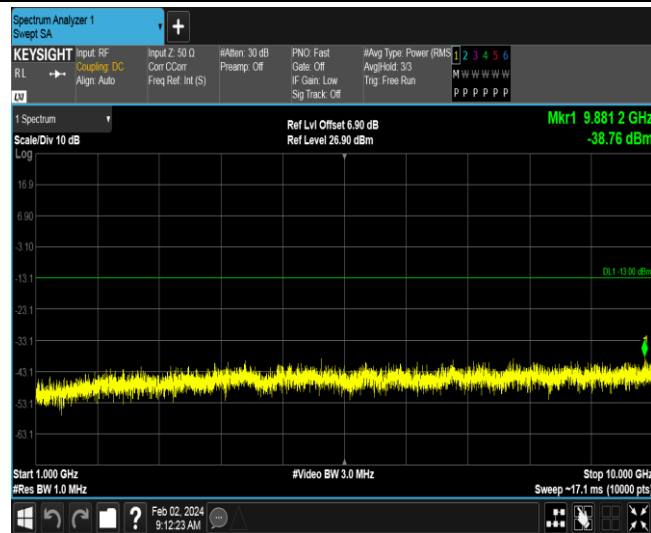 Spectrum Analyzer 1
Swept SA
+
KEYSIGHT
RL
LXI
Input: RF
Coupling: DC
Align: Auto
Input Z: 50 Ω
Corr CCorr
Freq Ref: Int (S)
#Atten: 30 dB
Preamp: Off
PNO: Fast
Gate: Off
IF Gain: Low
Sig Track: Off
#Avg Type: Power (RMS
Avg|Hold: 3/3
Trig: Free Run
1 2 3 4 5 6
M W W W W W
P P P P P P
1 Spectrum
Scale/Div 10 dB
Log
Ref Lvl Offset 6.90 dB
Ref Level 26.90 dBm
Mkr1 9.881 2 GHz
-38.76 dBm
16.9
6.90
-3.10
-13.1
DL1 -13.00 dBm
-23.1
-33.1
1
-43.1
-53.1
-63.1
Start 1.000 GHz
#Video BW 3.0 MHz
Stop 10.000 GHz
#Res BW 1.0 MHz
Sweep ~17.1 ms (10000 pts)
?
Feb 02, 2024
9:12:23 AM